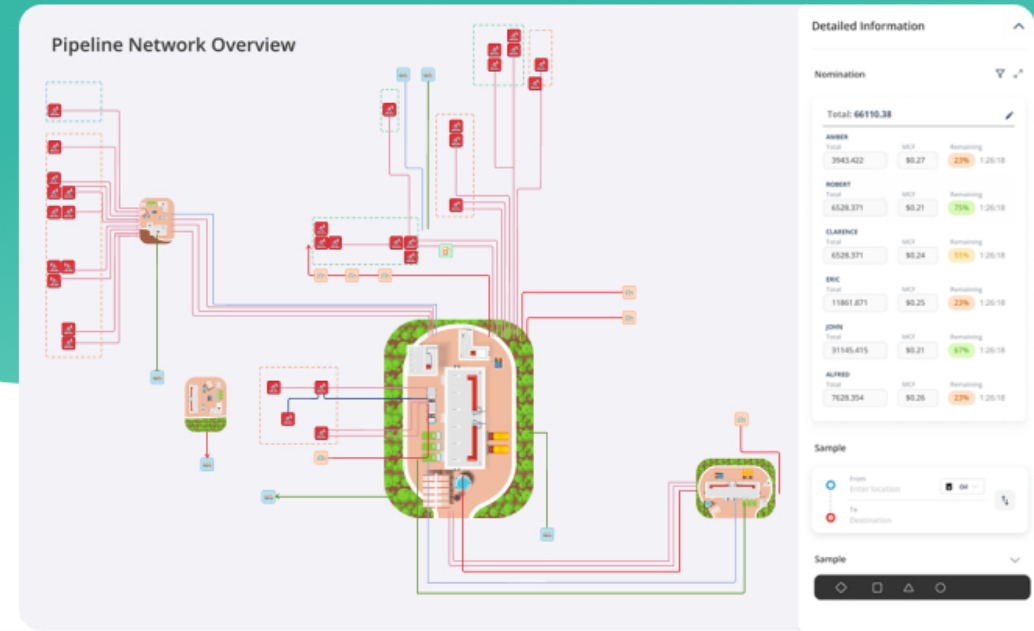 Pipeline Network Overview
Detailed Information
Nomination
Total: 66110.38
AMBER
Total MCF Remaining
3943.422 $0.27 23% 1:26:18
ROBERT
Total MCF Remaining
6528.371 $0.21 75% 1:26:18
CLARENCE
Total MCF Remaining
6528.371 $0.24 55% 1:26:18
ERIC
Total MCF Remaining
11861.871 $0.25 23% 1:26:18
JOHN
Total MCF Remaining
31145.415 $0.21 67% 1:26:18
ALFRED
Total MCF Remaining
7628.354 $0.26 23% 1:26:18
Sample
From
Enter location Oil
To
Destination
Sample